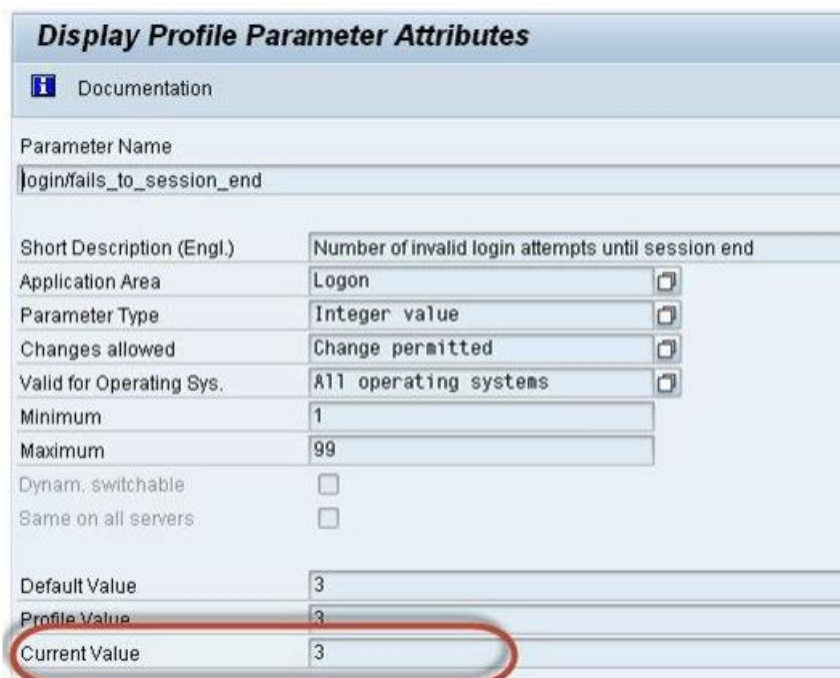 Display Profile Parameter Attributes
Documentation
Parameter Name
login/fails_to_session_end
Short Description (Engl.) Number of invalid login attempts until session end
Application Area Logon
Parameter Type Integer value
Changes allowed Change permitted
Valid for Operating Sys. All operating systems
Minimum 1
Maximum 99
Dynam. switchable
Same on all servers
Default Value 3
Profile Value 3
Current Value 3